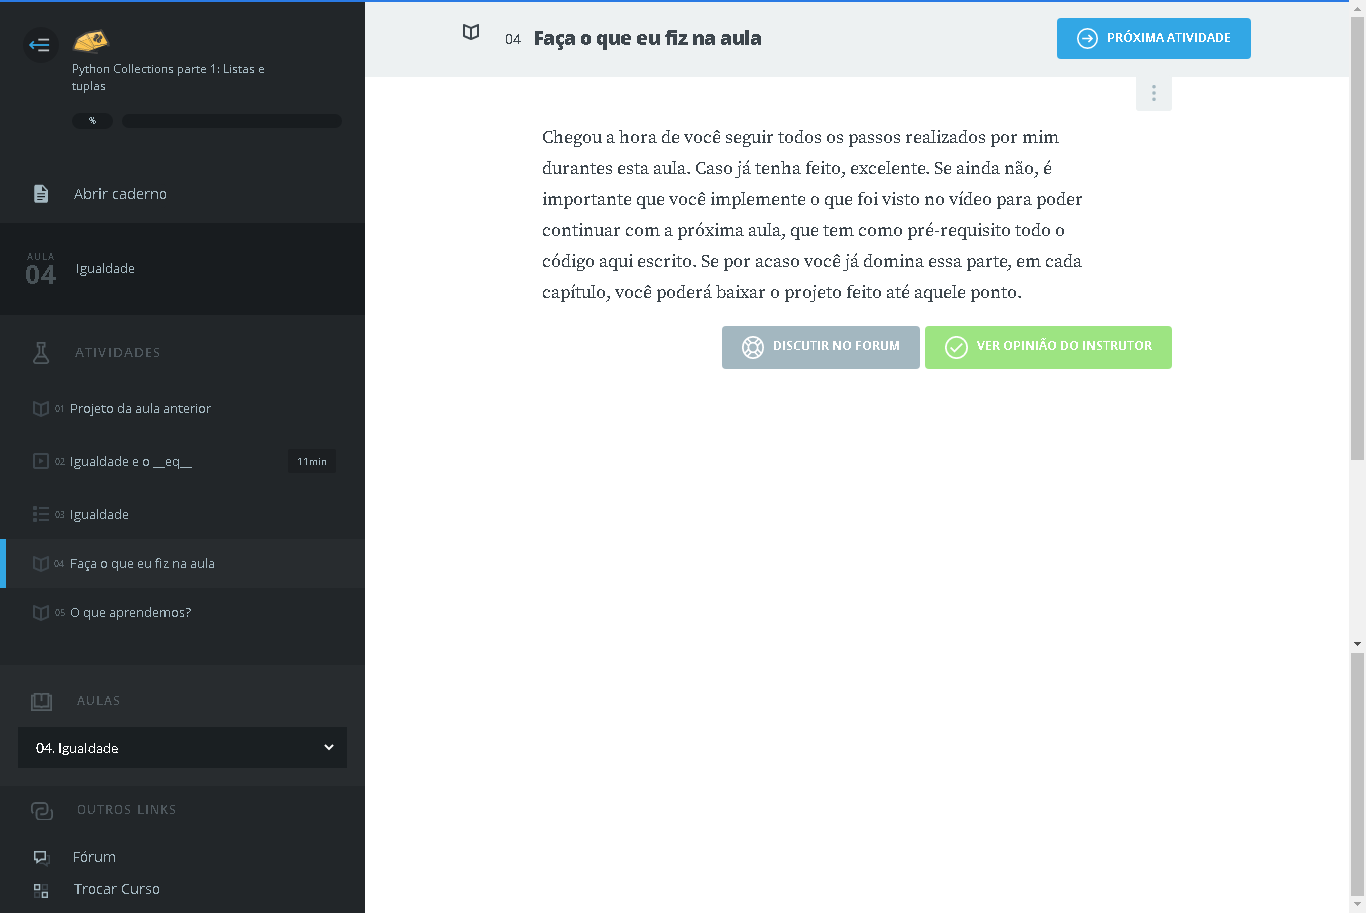 Python Collections parte 1: Listas e
tuplas
%
Abrir caderno
AULA
04
Igualdade
ATIVIDADES
01 Projeto da aula anterior
02 Igualdade e o __eq__ 11min
03 Igualdade
04 Faça o que eu fiz na aula
05 O que aprendemos?
AULAS
04. Igualdade
OUTROS LINKS
Fórum
Trocar Curso
04 Faça o que eu fiz na aula
PRÓXIMA ATIVIDADE
Chegou a hora de você seguir todos os passos realizados por mim
durantes esta aula. Caso já tenha feito, excelente. Se ainda não, é
importante que você implemente o que foi visto no vídeo para poder
continuar com a próxima aula, que tem como pré-requisito todo o
código aqui escrito. Se por acaso você já domina essa parte, em cada
capítulo, você poderá baixar o projeto feito até aquele ponto.
DISCUTIR NO FORUM
VER OPINIÃO DO INSTRUTOR